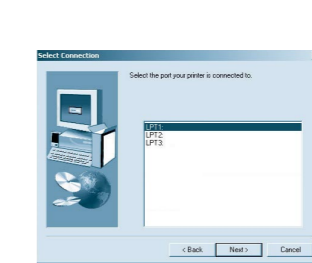 Select Connection
Select the port your printer is connected to.
LPT1:
LPT2:
LPT3:
< Back
Next >
Cancel